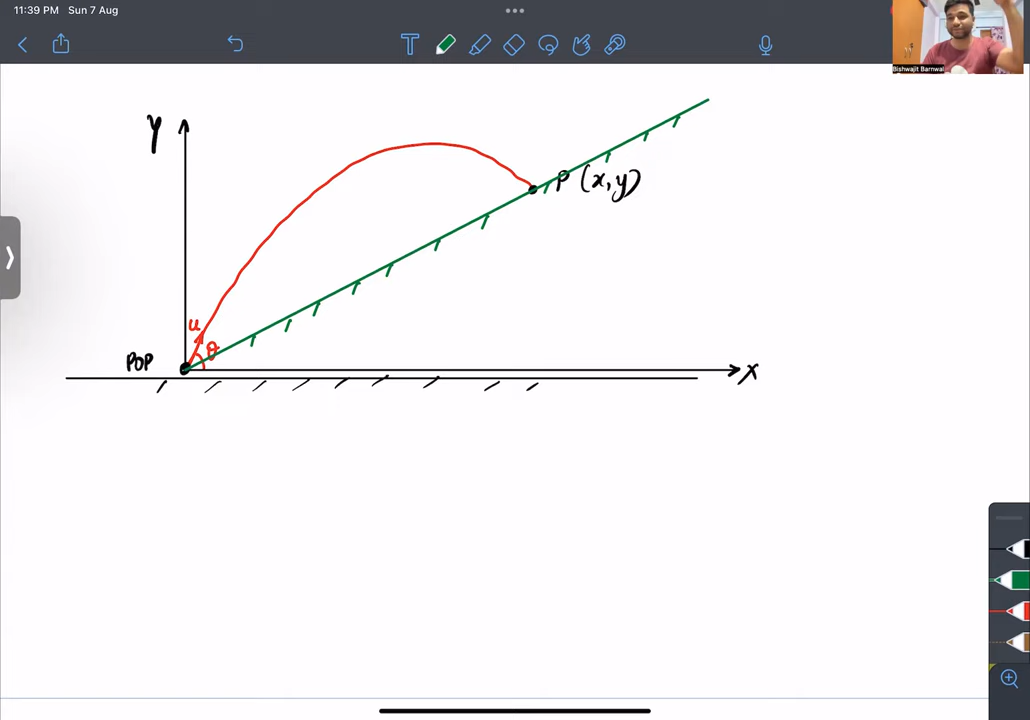 11:39 PM Sun 7 Aug
T
Bishwajit Barnwal
Y
P (x,y)
u
θ
POP
X